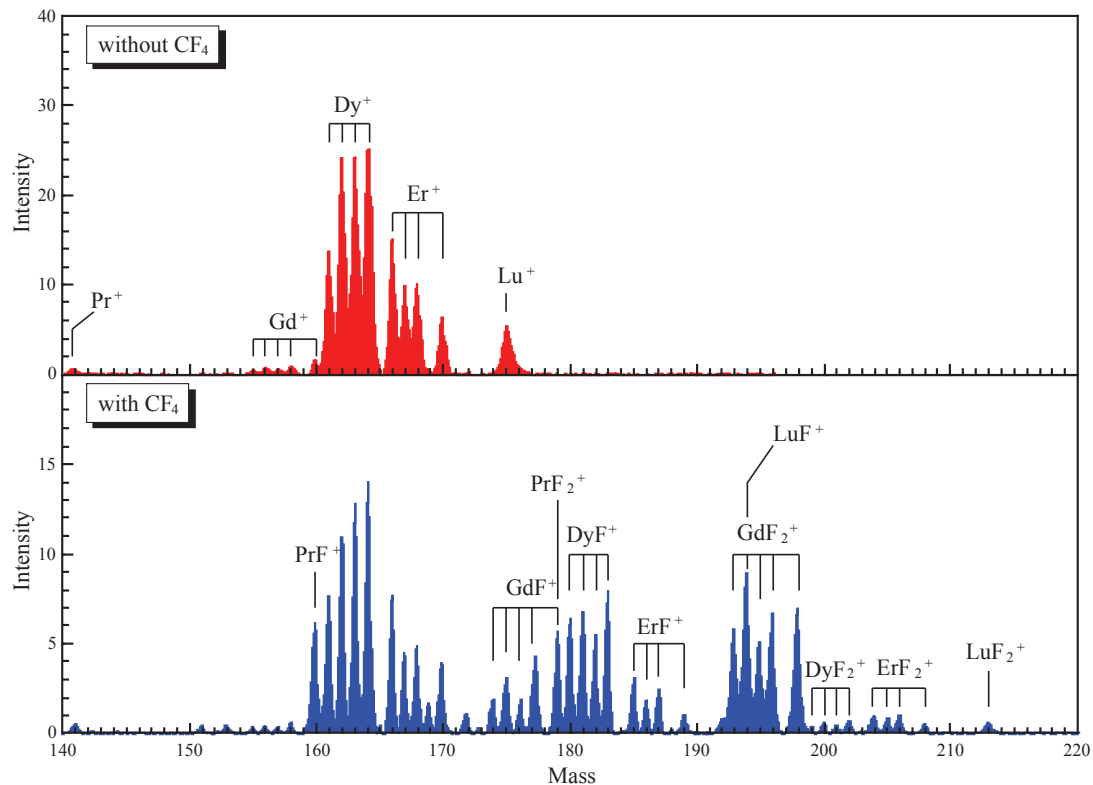 40
without CF₄
Dy⁺
30
Er⁺
20
Intensity
Lu⁺
Pr⁺
Gd⁺
10
0
with CF₄
LuF⁺
15
PrF₂⁺
DyF⁺
GdF₂⁺
PrF⁺
10
GdF⁺
Intensity
ErF⁺
5
DyF₂⁺ ErF₂⁺ LuF₂⁺
0
140 150 160 170 180 190 200 210 220
Mass